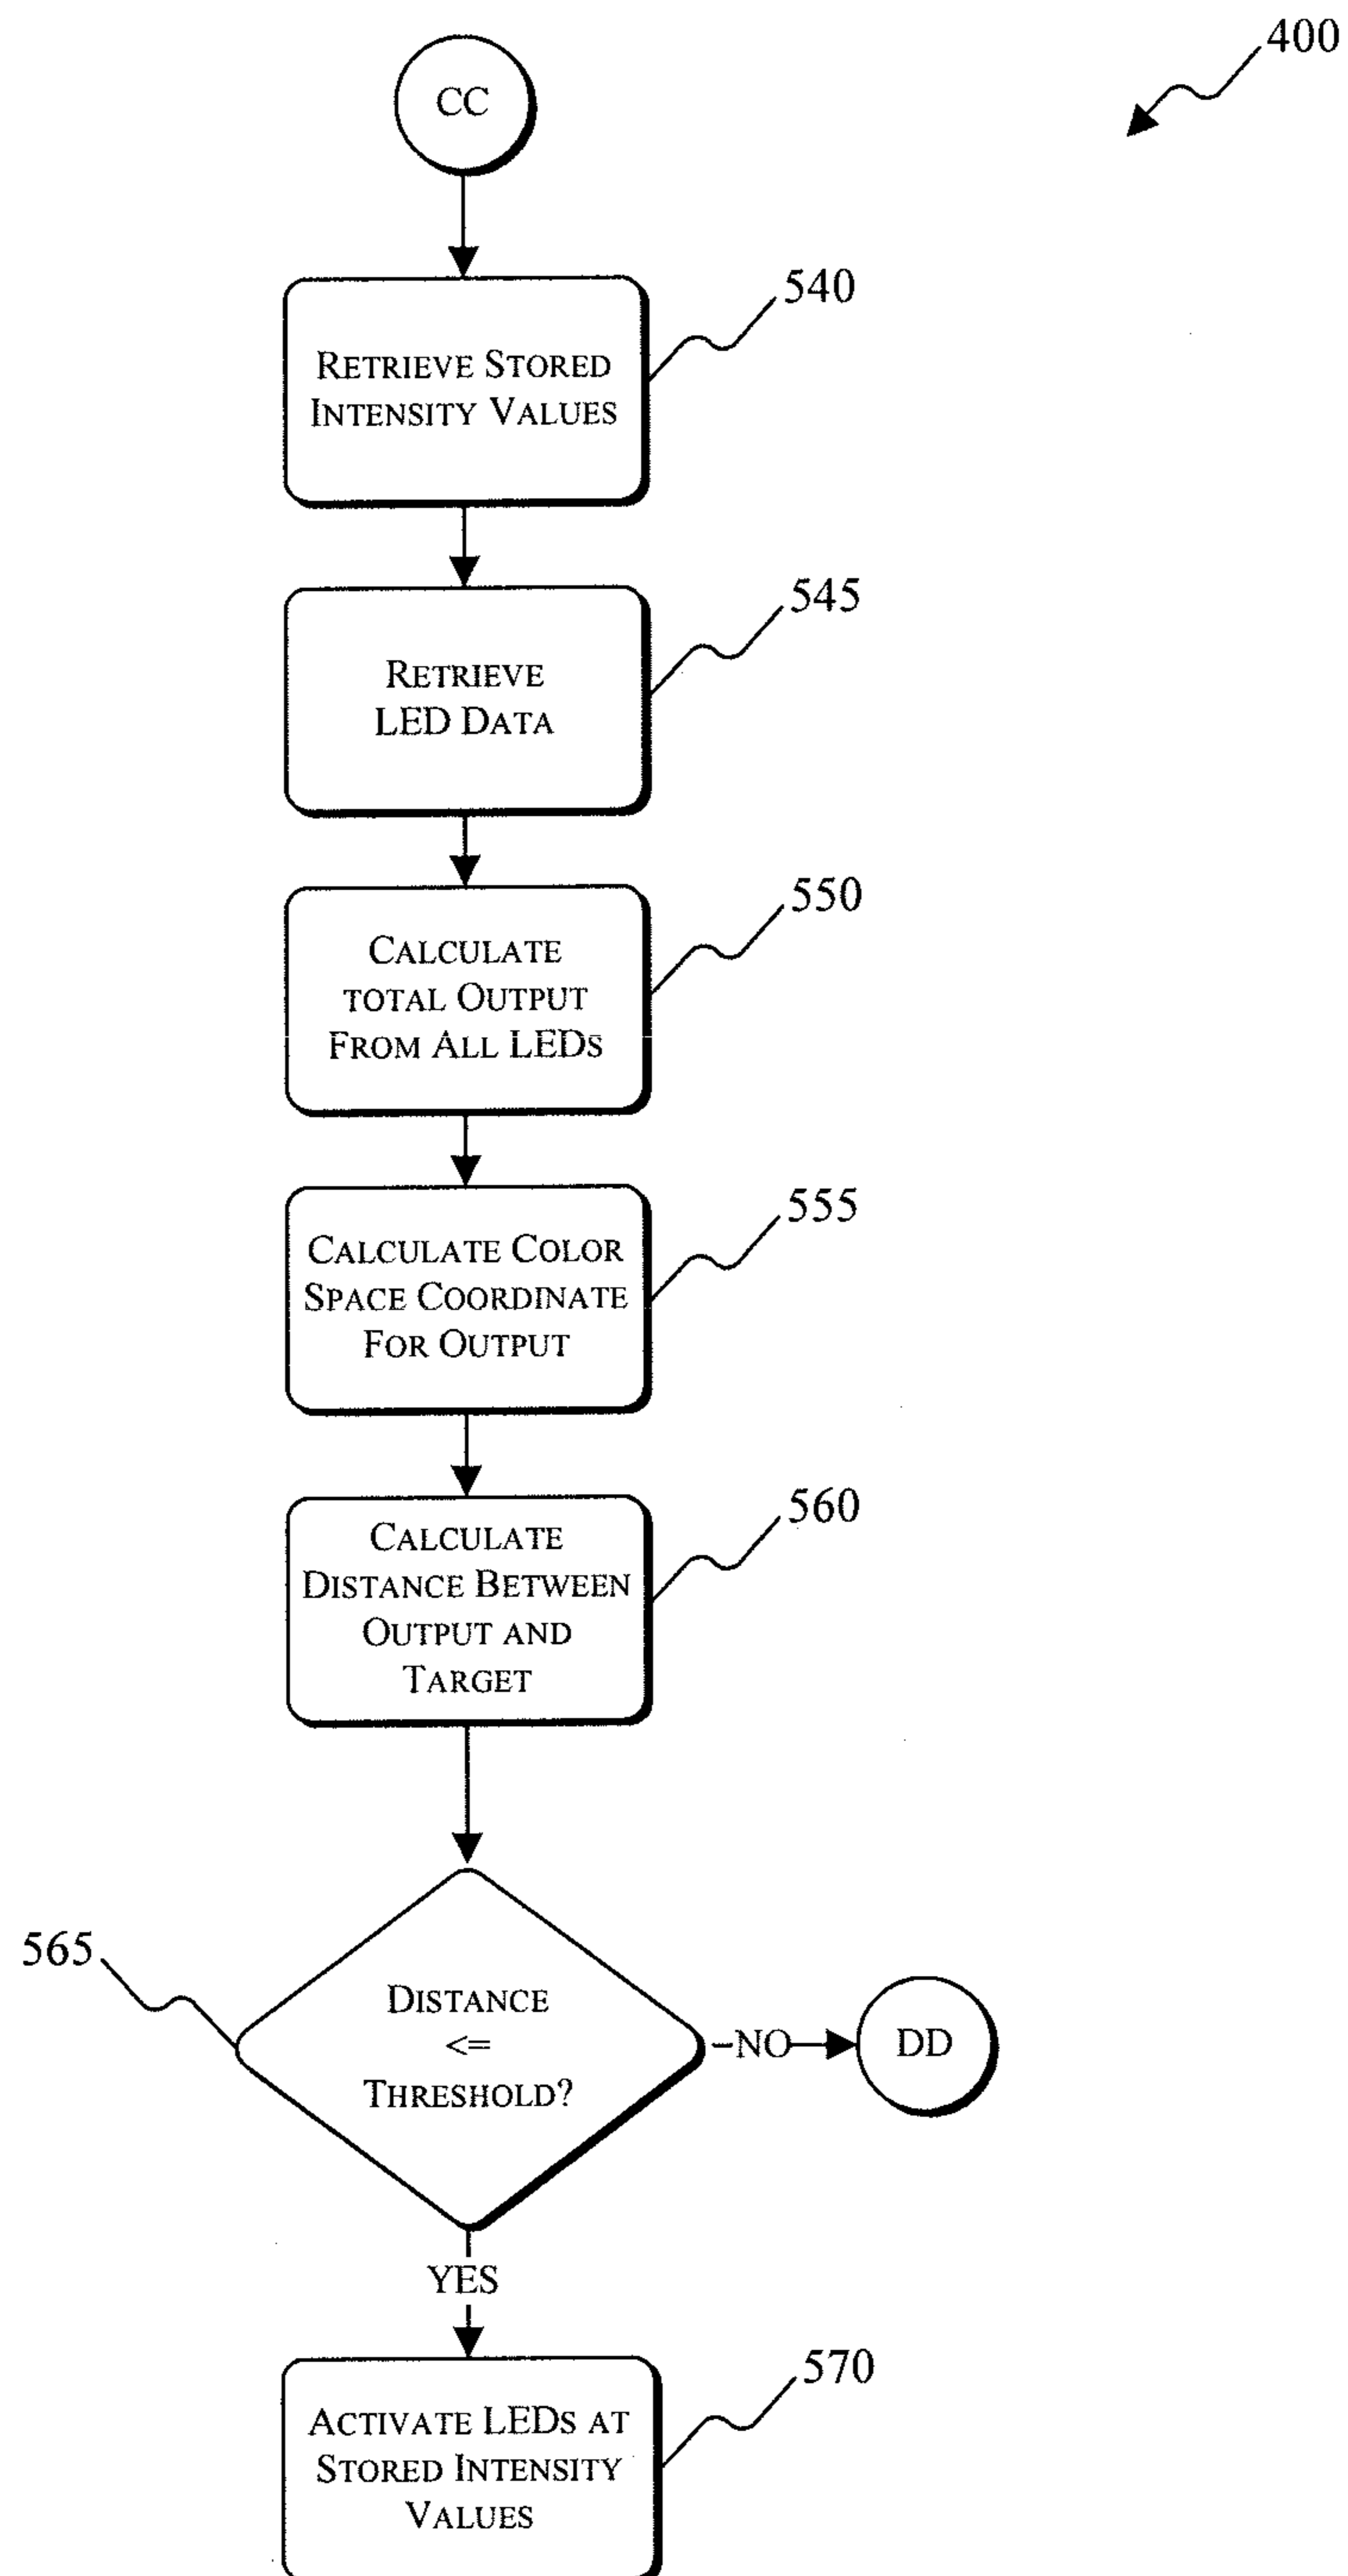 400
CC
540
RETRIEVE STORED
INTENSITY VALUES
545
RETRIEVE
LED DATA
550
CALCULATE
TOTAL OUTPUT
FROM ALL LEDS
555
CALCULATE COLOR
SPACE COORDINATE
FOR OUTPUT
560
CALCULATE
DISTANCE BETWEEN
OUTPUT AND
TARGET
565
DISTANCE
<=
THRESHOLD?
NO
DD
YES
570
ACTIVATE LEDS AT
STORED INTENSITY
VALUES